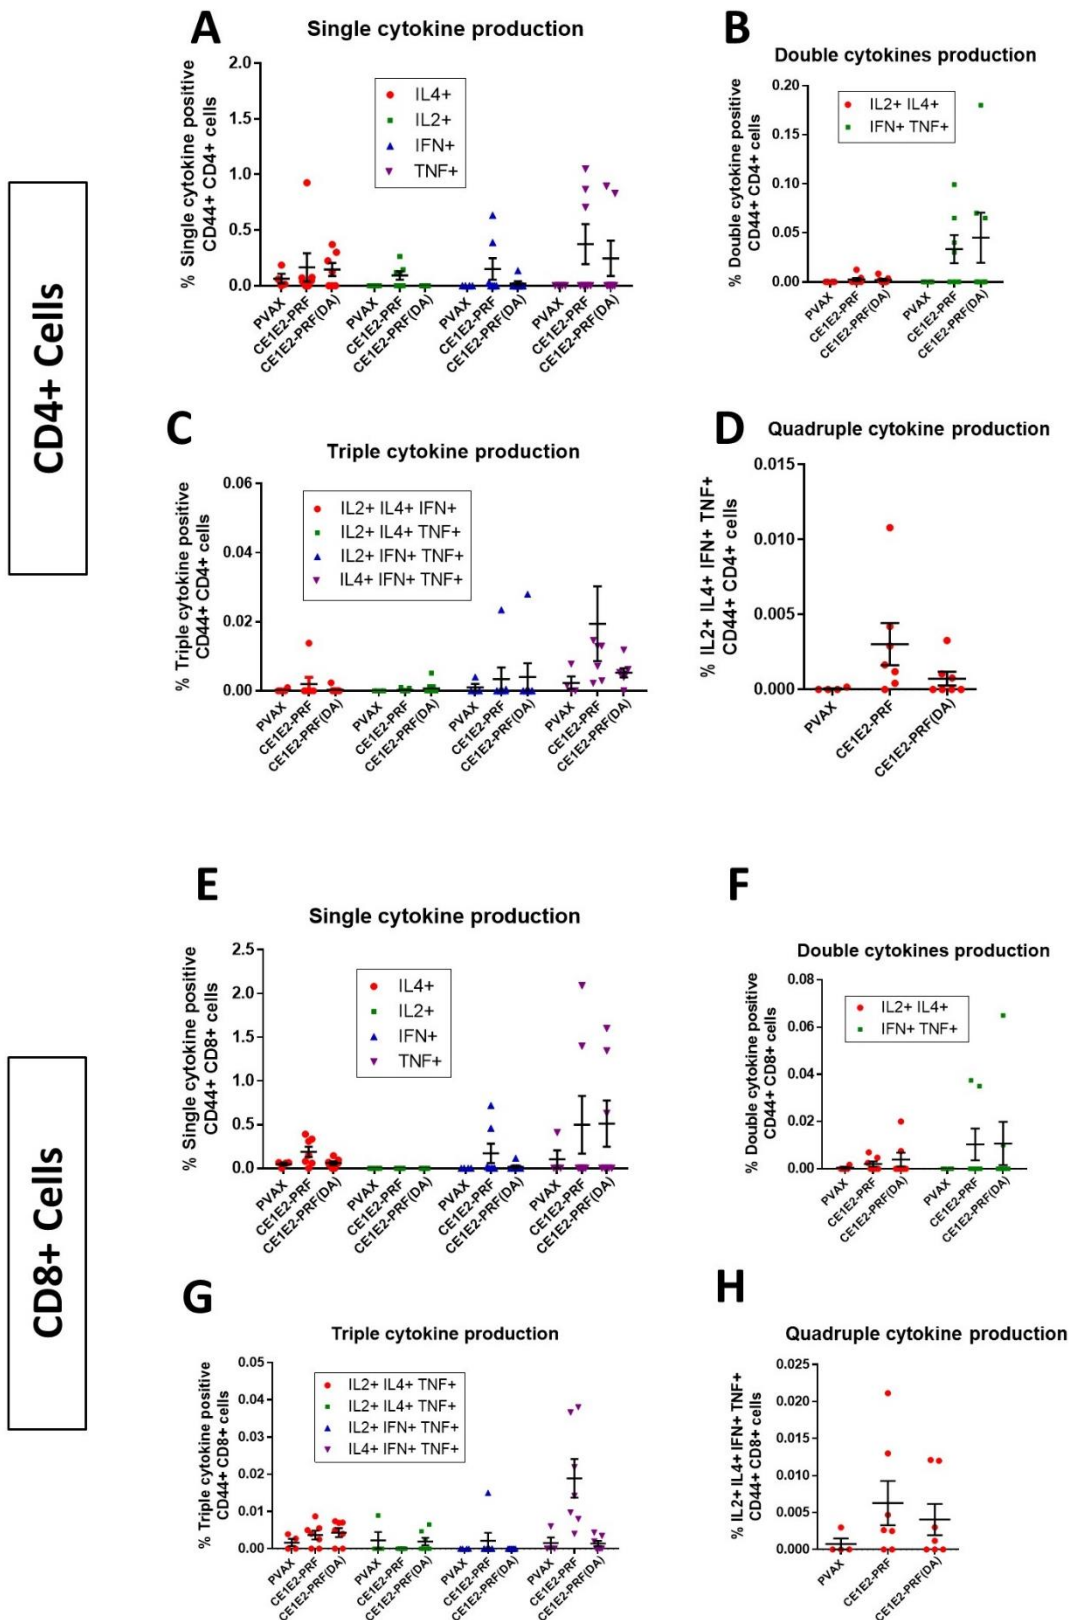 CD4+ Cells
A
Single cytokine production
% Single cytokine positive
CD44+ CD4+ cells
2.0
1.5
1.0
0.5
0.0
IL4+
IL2+
IFN+
TNF+
PVAX
CE1E2-PRF
CE1E2-PRF(DA)
PVAX
CE1E2-PRF
CE1E2-PRF(DA)
PVAX
CE1E2-PRF
CE1E2-PRF(DA)
PVAX
CE1E2-PRF
CE1E2-PRF(DA)
B
Double cytokines production
% Double cytokine positive
CD44+ CD4+ cells
0.20
0.15
0.10
0.05
0.00
IL2+ IL4+
IFN+ TNF+
PVAX
CE1E2-PRF
CE1E2-PRF(DA)
PVAX
CE1E2-PRF
CE1E2-PRF(DA)
C
Triple cytokine production
% Triple cytokine positive
CD44+ CD4+ cells
0.06
0.04
0.02
0.00
IL2+ IL4+ IFN+
IL2+ IL4+ TNF+
IL2+ IFN+ TNF+
IL4+ IFN+ TNF+
PVAX
CE1E2-PRF
CE1E2-PRF(DA)
PVAX
CE1E2-PRF
CE1E2-PRF(DA)
PVAX
CE1E2-PRF
CE1E2-PRF(DA)
PVAX
CE1E2-PRF
CE1E2-PRF(DA)
D
Quadruple cytokine production
% IL2+ IL4+ IFN+ TNF+
CD44+ CD4+ cells
0.015
0.010
0.005
0.000
PVAX
CE1E2-PRF
CE1E2-PRF(DA)
CD8+ Cells
E
Single cytokine production
% Single cytokine positive
CD44+ CD8+ cells
2.5
2.0
1.5
1.0
0.5
0.0
IL4+
IL2+
IFN+
TNF+
PVAX
CE1E2-PRF
CE1E2-PRF(DA)
PVAX
CE1E2-PRF
CE1E2-PRF(DA)
PVAX
CE1E2-PRF
CE1E2-PRF(DA)
PVAX
CE1E2-PRF
CE1E2-PRF(DA)
F
Double cytokines production
% Double cytokine positive
CD44+ CD8+ cells
0.08
0.06
0.04
0.02
0.00
IL2+ IL4+
IFN+ TNF+
PVAX
CE1E2-PRF
CE1E2-PRF(DA)
PVAX
CE1E2-PRF
CE1E2-PRF(DA)
G
Triple cytokine production
% Triple cytokine positive
CD44+ CD8+ cells
0.05
0.04
0.03
0.02
0.01
0.00
IL2+ IL4+ TNF+
IL2+ IL4+ TNF+
IL2+ IFN+ TNF+
IL4+ IFN+ TNF+
PVAX
CE1E2-PRF
CE1E2-PRF(DA)
PVAX
CE1E2-PRF
CE1E2-PRF(DA)
PVAX
CE1E2-PRF
CE1E2-PRF(DA)
PVAX
CE1E2-PRF
CE1E2-PRF(DA)
H
Quadruple cytokine production
% IL2+ IL4+ IFN+ TNF+
CD44+ CD8+ cells
0.025
0.020
0.015
0.010
0.005
0.000
PVAX
CE1E2-PRF
CE1E2-PRF(DA)